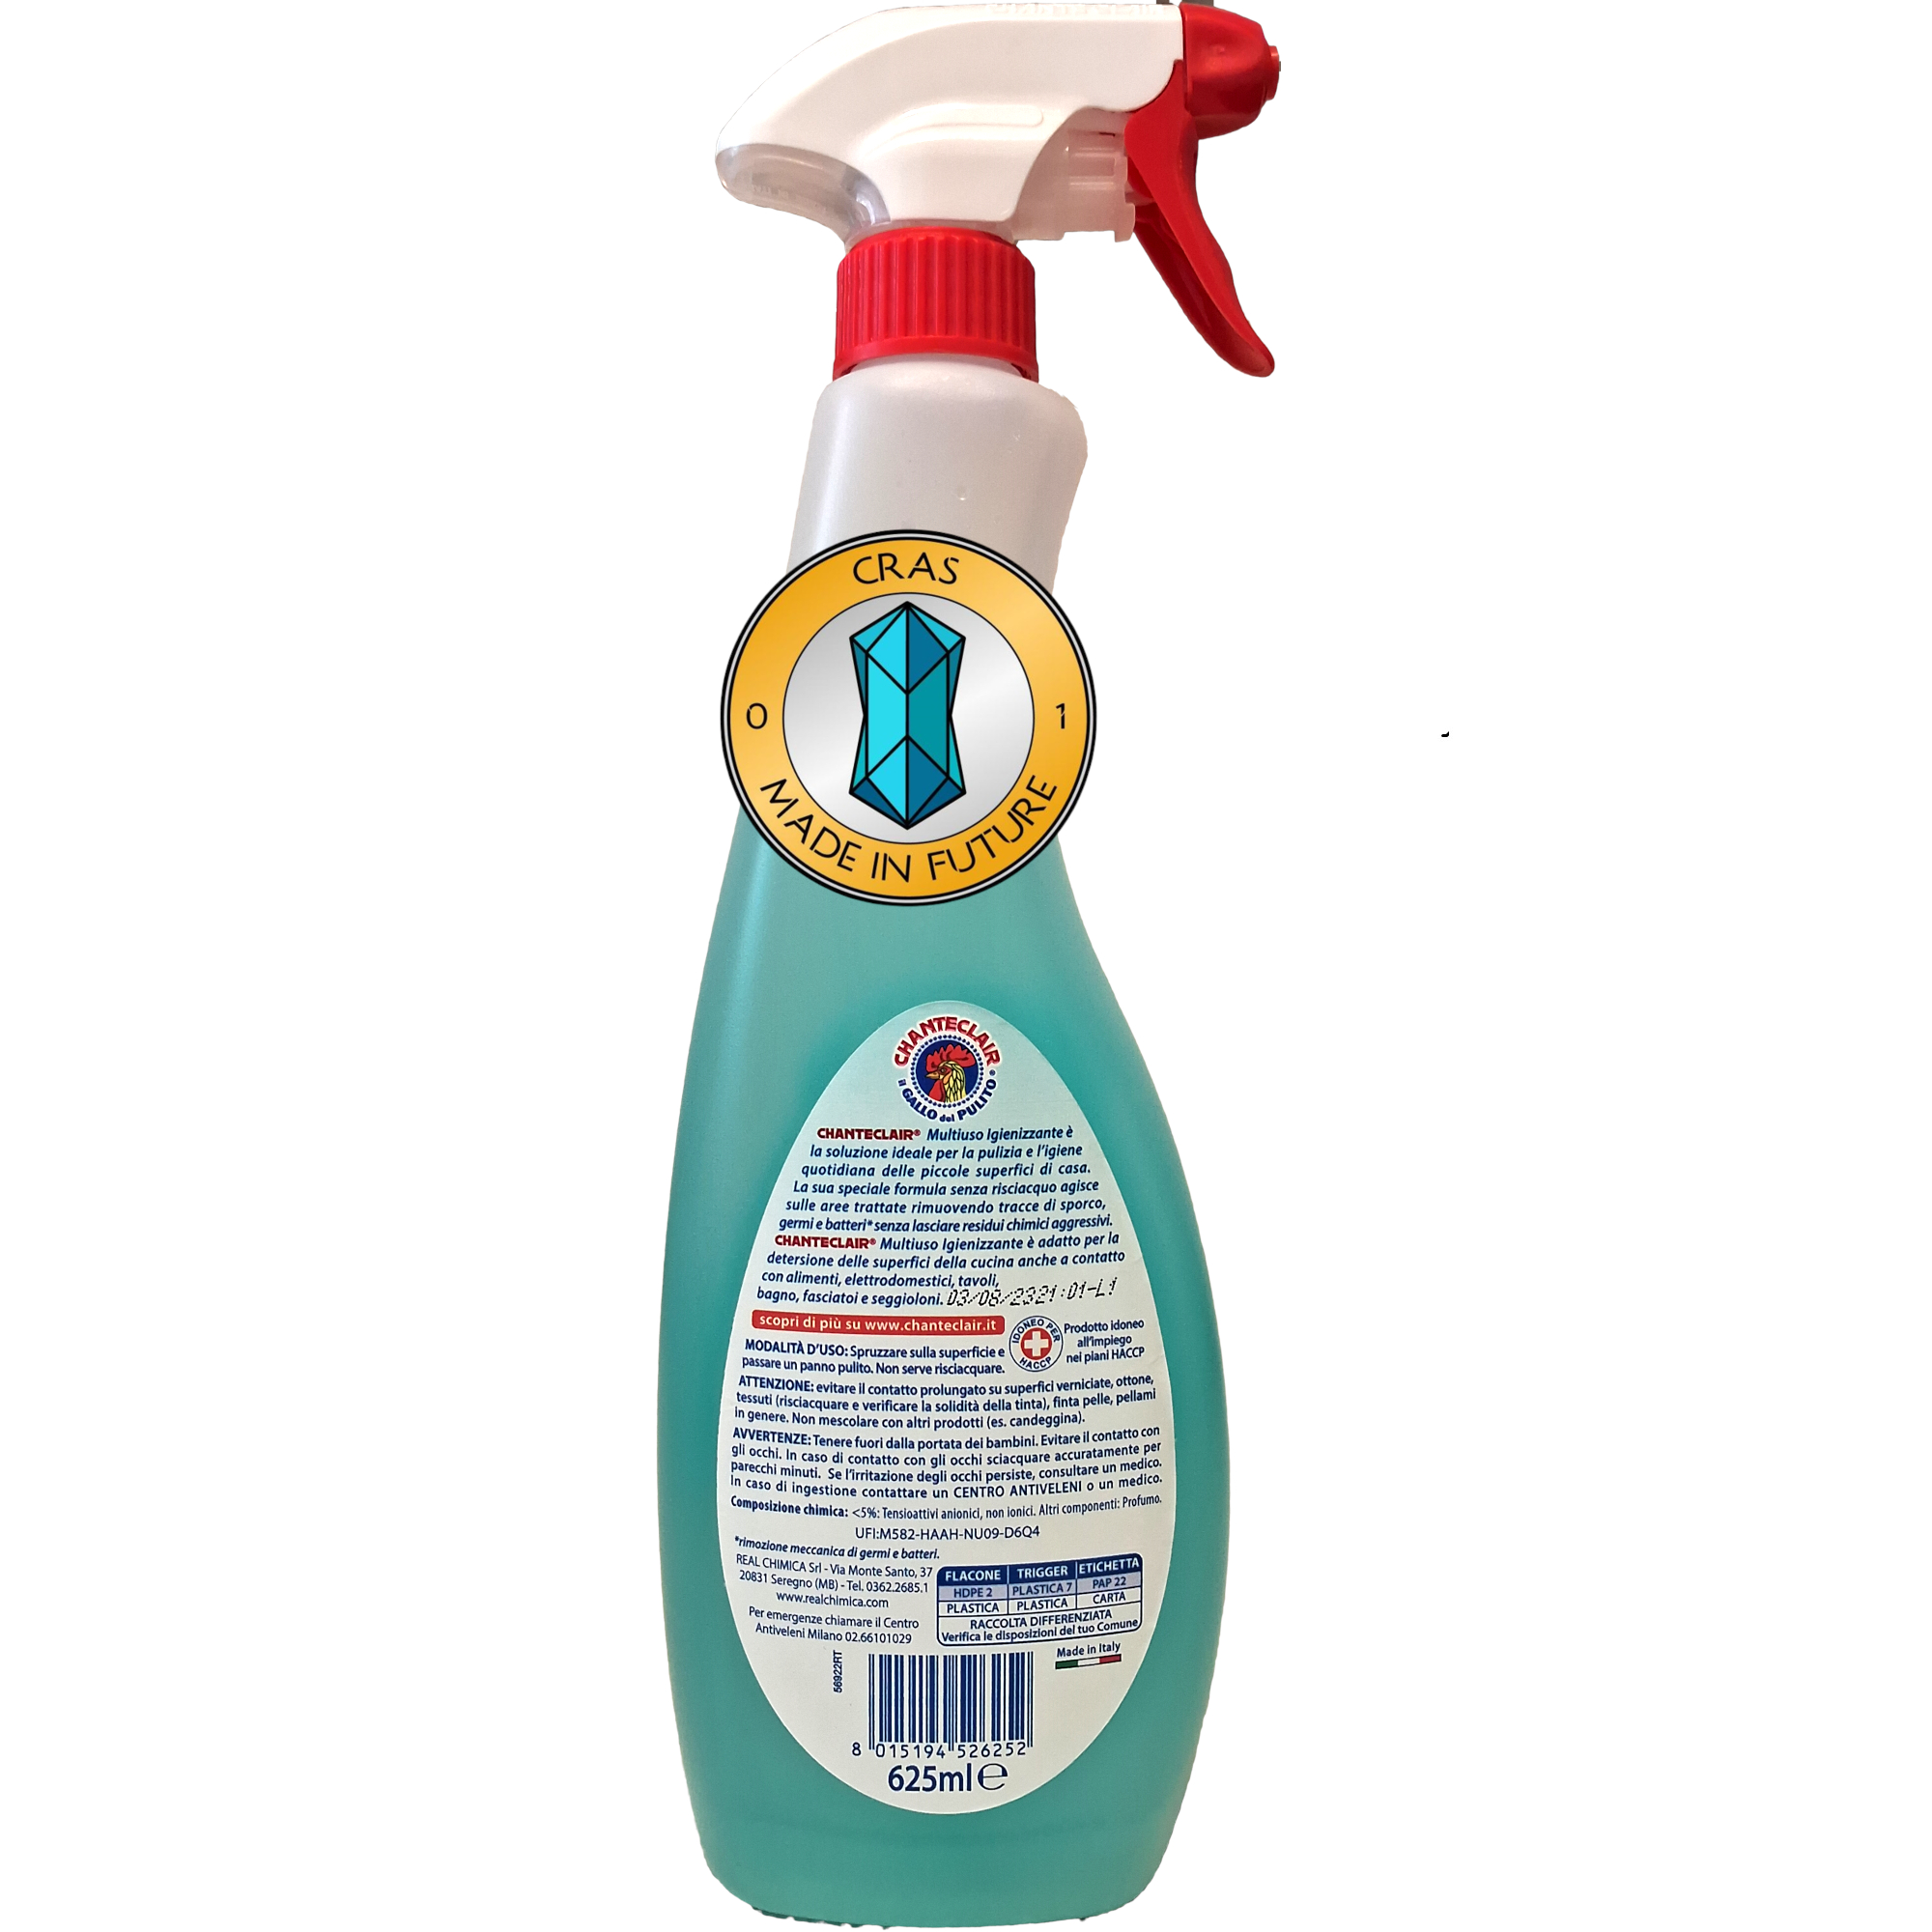 CRAS
0 1
MADE IN FUTURE
CHANTECLAIR
il GALLO del PULITO®
CHANTECLAIR® Multiuso Igienizzante è
la soluzione ideale per la pulizia e l'igiene
quotidiana delle piccole superfici di casa.
La sua speciale formula senza risciacquo agisce
sulle aree trattate rimuovendo tracce di sporco,
germi e batteri* senza lasciare residui chimici aggressivi.
CHANTECLAIR® Multiuso Igienizzante è adatto per la
detersione delle superfici della cucina anche a contatto
con alimenti, elettrodomestici, tavoli,
bagno, fasciatoi e seggioloni.
03/08/2321:01-L1
scopri di più su www.chanteclair.it
IDONEO PER
HACCP
Prodotto idoneo
all'impiego
nei piani HACCP
MODALITÀ D'USO: Spruzzare sulla superficie e
passare un panno pulito. Non serve risciacquare.
ATTENZIONE: evitare il contatto prolungato su superfici verniciate, ottone,
tessuti (risciacquare e verificare la solidità della tinta), finta pelle, pellami
in genere. Non mescolare con altri prodotti (es. candeggina).
AVVERTENZE: Tenere fuori dalla portata dei bambini. Evitare il contatto con
gli occhi. In caso di contatto con gli occhi sciacquare accuratamente per
parecchi minuti. Se l'irritazione degli occhi persiste, consultare un medico.
In caso di ingestione contattare un CENTRO ANTIVELENI o un medico.
Composizione chimica: <5%: Tensioattivi anionici, non ionici. Altri componenti: Profumo.
UFI:M582-HAAH-NU09-D6Q4
*rimozione meccanica di germi e batteri.
REAL CHIMICA Srl - Via Monte Santo, 37
20831 Seregno (MB) - Tel. 0362.2685.1
www.realchimica.com
Per emergenze chiamare il Centro
Antiveleni Milano 02.66101029
FLACONE TRIGGER ETICHETTA
HDPE 2 PLASTICA 7 PAP 22
PLASTICA PLASTICA CARTA
RACCOLTA DIFFERENZIATA
Verifica le disposizioni del tuo Comune
Made in Italy
56922RT
8 015194 526252
625ml e